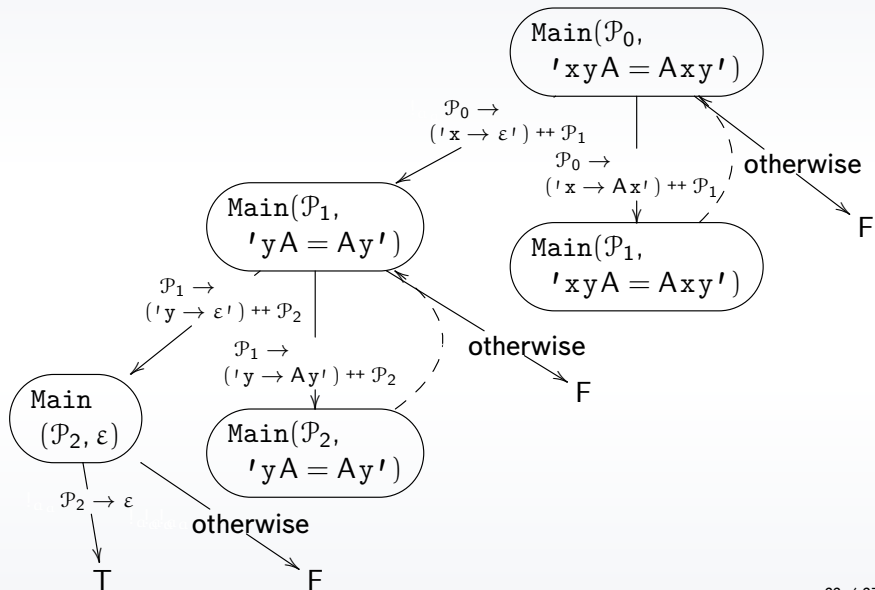 Main(𝒫₀,
'xyA = Axy')
𝒫₀ →
('x → ε') ++ 𝒫₁
𝒫₀ →
('x → Ax') ++ 𝒫₁
otherwise
F
Main(𝒫₁,
'yA = Ay')
Main(𝒫₁,
'xyA = Axy')
𝒫₁ →
('y → ε') ++ 𝒫₂
𝒫₁ →
('y → Ay') ++ 𝒫₂
otherwise
F
Main
(𝒫₂, ε)
Main(𝒫₂,
'yA = Ay')
𝒫₂ → ε
otherwise
T
F